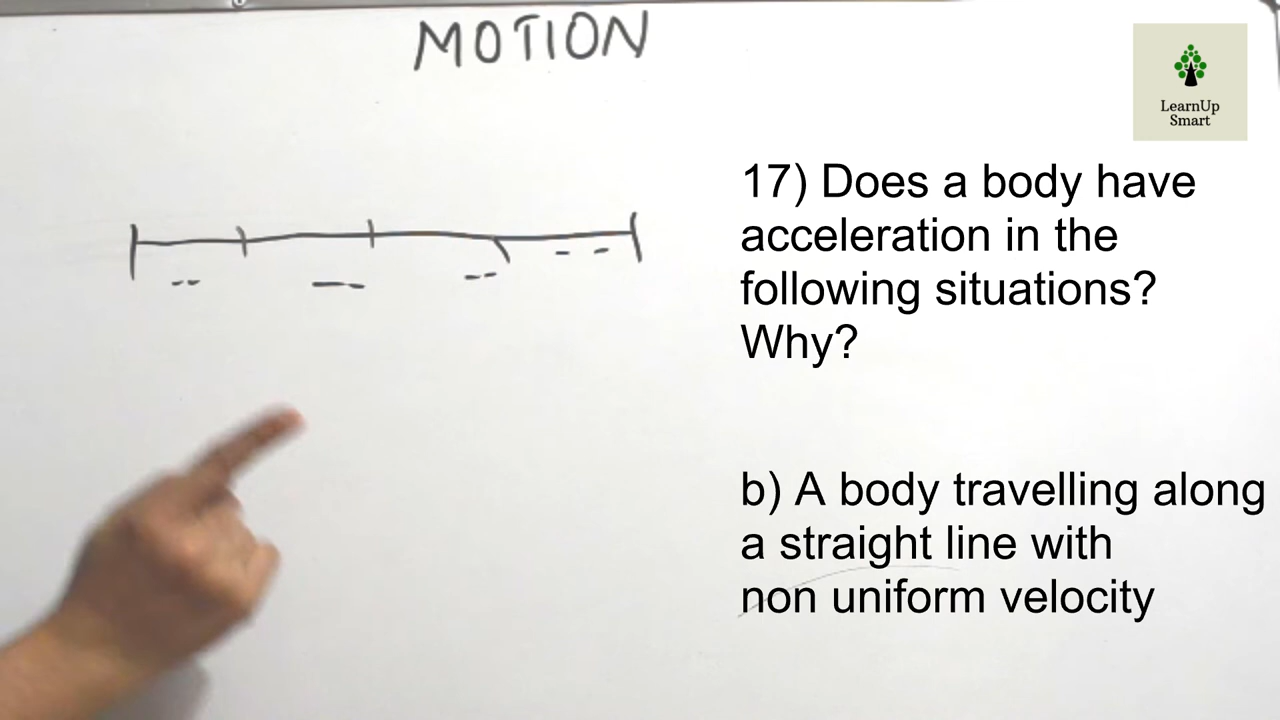 MOTION
LearnUp
Smart
17) Does a body have
acceleration in the
following situations?
Why?
b) A body travelling along
a straight line with
non uniform velocity